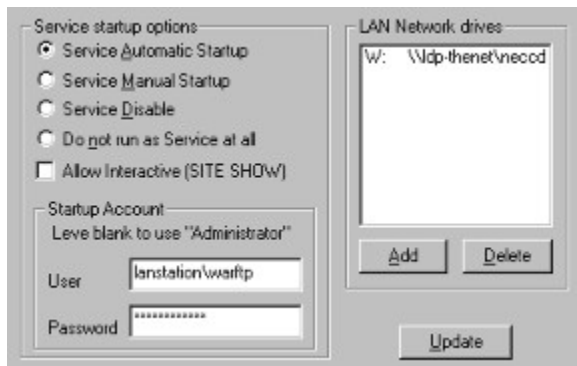 Service startup options
Service Automatic Startup
Service Manual Startup
Service Disable
Do not run as Service at all
Allow Interactive (SITE SHOW)
Startup Account
Leve blank to use "Administrator"
User lanstation\warftp
Password ************
LAN Network drives
W: \\ldp-thenet\neccd
Add Delete
Update